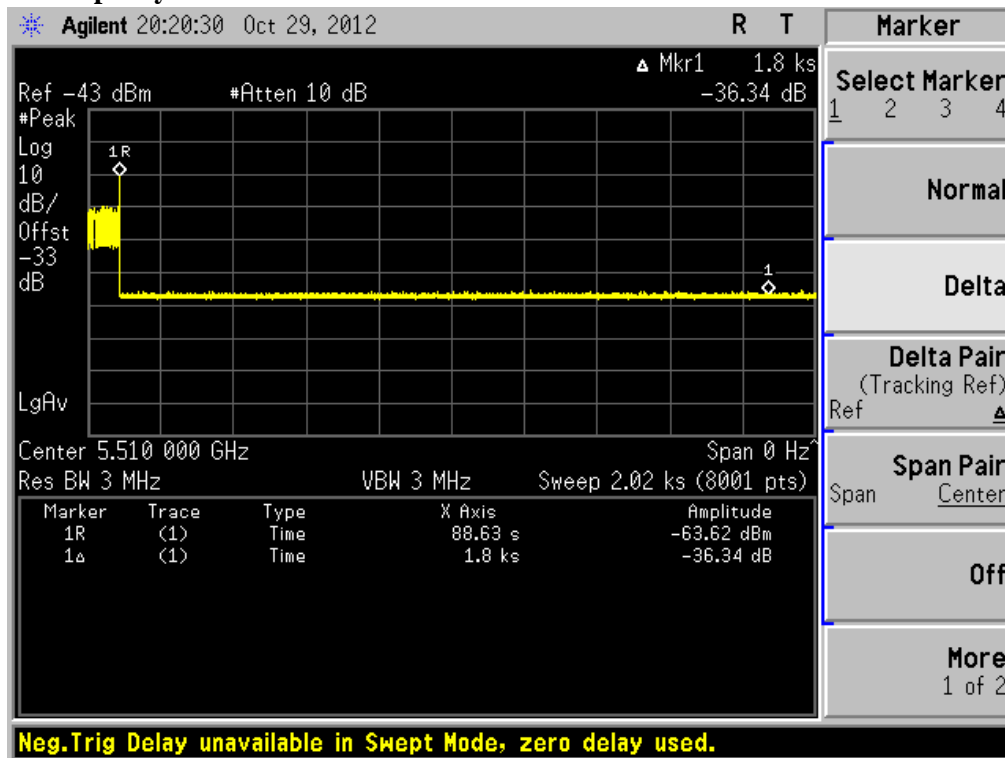 Agilent 20:20:30 Oct 29, 2012 R T
Δ Mkr1 1.8 ks
Ref -43 dBm #Atten 10 dB -36.34 dB
#Peak
Log
10
dB/
Offst
-33
dB
1R
1
LgAv
Center 5.510 000 GHz Span 0 Hz^
Res BW 3 MHz VBW 3 MHz Sweep 2.02 ks (8001 pts)
Marker Trace Type X Axis Amplitude
1R (1) Time 88.63 s -63.62 dBm
1Δ (1) Time 1.8 ks -36.34 dB
Neg.Trig Delay unavailable in Swept Mode, zero delay used.
Marker
Select Marker
1 2 3 4
Normal
Delta
Delta Pair
(Tracking Ref)
Ref Δ
Span Pair
Span Center
Off
More
1 of 2